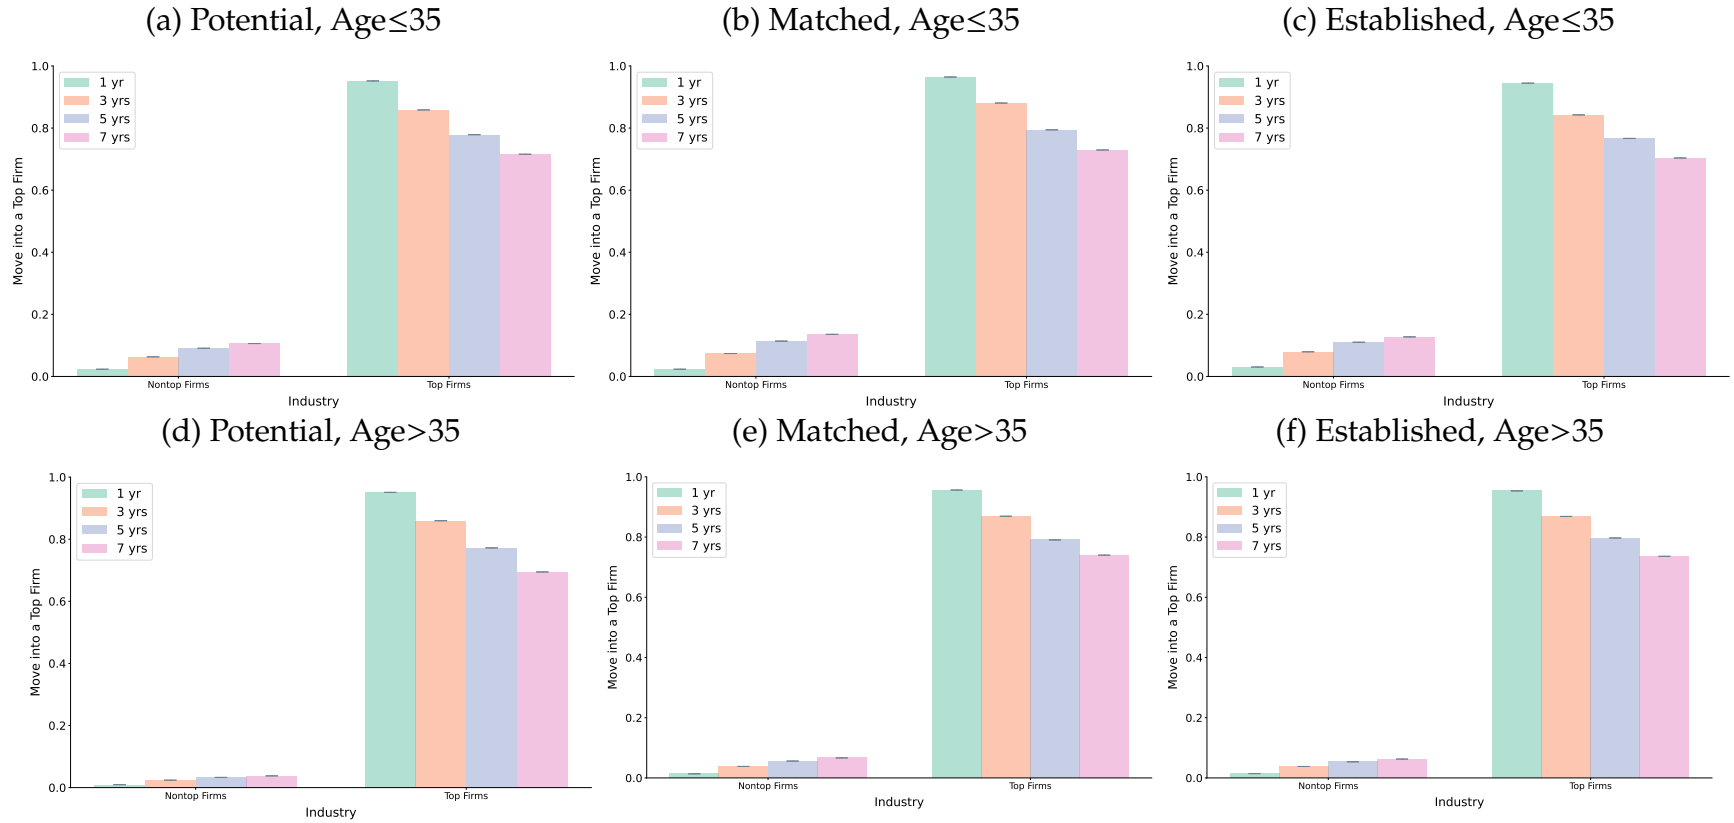 (a) Potential, Age≤35
1.0
0.8
0.6
0.4
0.2
0.0
Move into a Top Firm
1 yr
3 yrs
5 yrs
7 yrs
Nontop Firms
Top Firms
Industry
(b) Matched, Age≤35
1.0
0.8
0.6
0.4
0.2
0.0
Move into a Top Firm
1 yr
3 yrs
5 yrs
7 yrs
Nontop Firms
Top Firms
Industry
(c) Established, Age≤35
1.0
0.8
0.6
0.4
0.2
0.0
Move into a Top Firm
1 yr
3 yrs
5 yrs
7 yrs
Nontop Firms
Top Firms
Industry
(d) Potential, Age>35
1.0
0.8
0.6
0.4
0.2
0.0
Move into a Top Firm
1 yr
3 yrs
5 yrs
7 yrs
Nontop Firms
Top Firms
Industry
(e) Matched, Age>35
1.0
0.8
0.6
0.4
0.2
0.0
Move into a Top Firm
1 yr
3 yrs
5 yrs
7 yrs
Nontop Firms
Top Firms
Industry
(f) Established, Age>35
1.0
0.8
0.6
0.4
0.2
0.0
Move into a Top Firm
1 yr
3 yrs
5 yrs
7 yrs
Nontop Firms
Top Firms
Industry